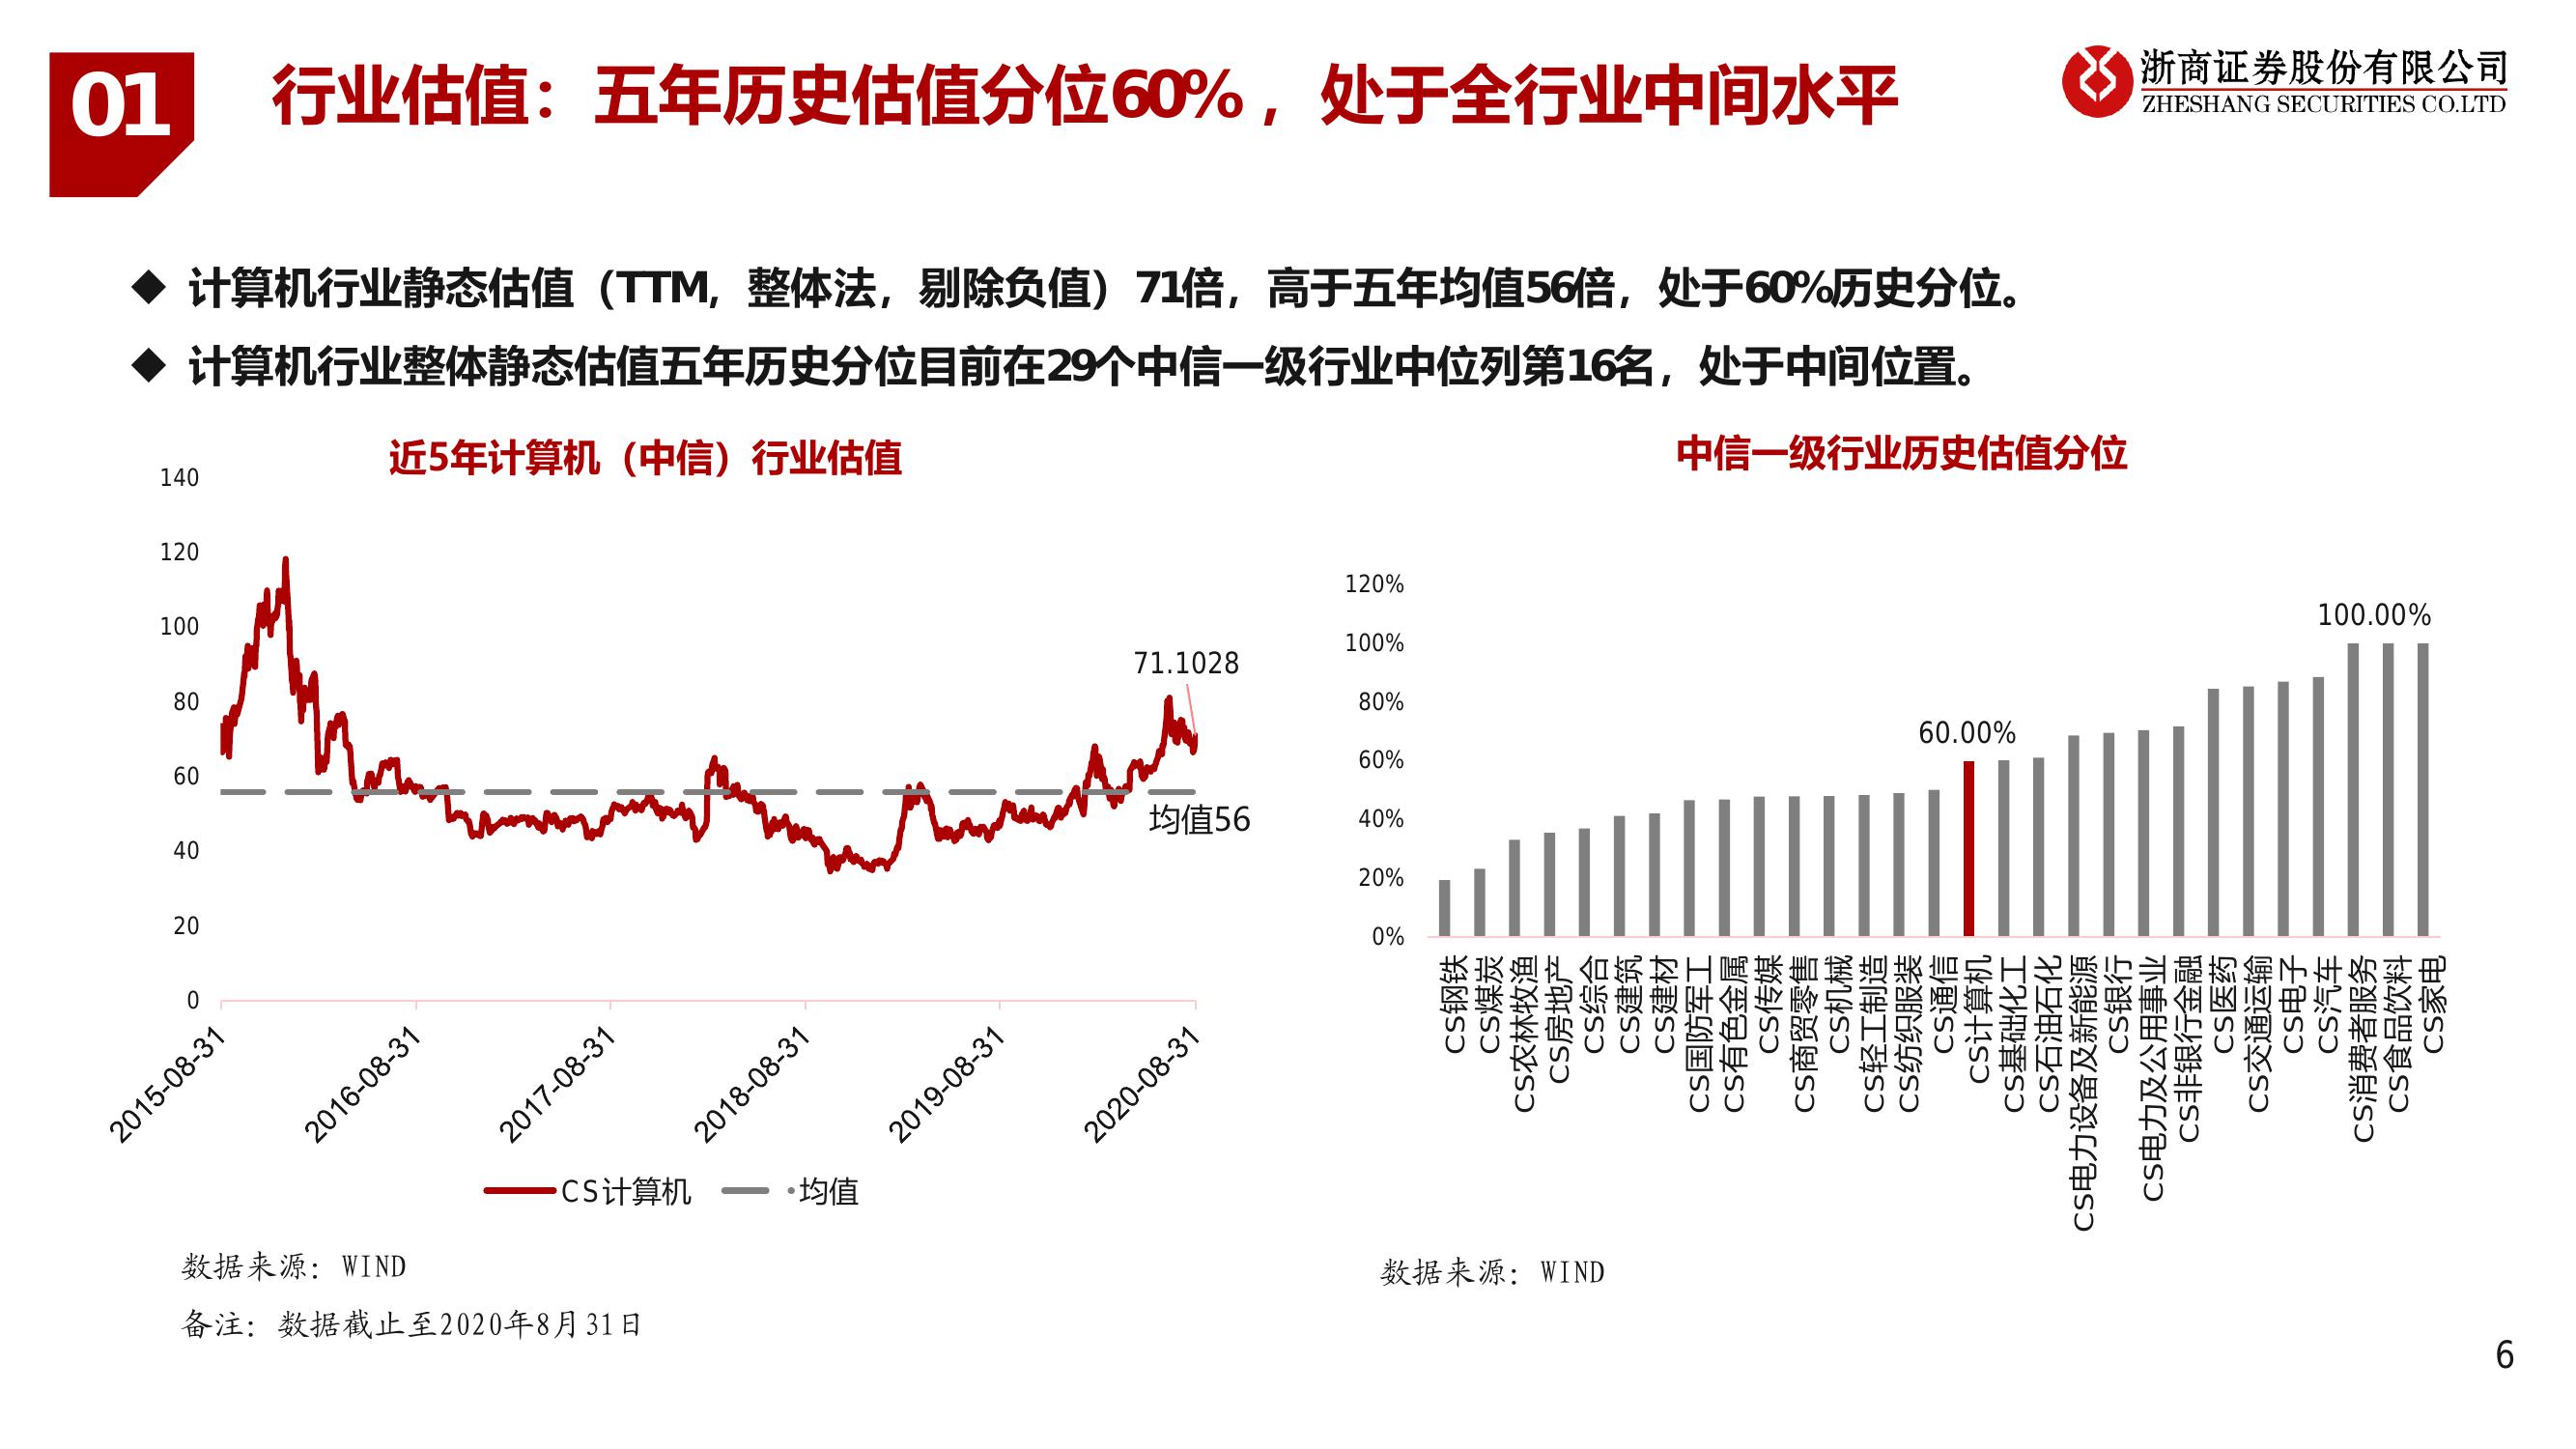 01
行业估值：五年历史估值分位60%，处于全行业中间水平
浙商证券股份有限公司
ZHESHANG SECURITIES CO.LTD
◆ 计算机行业静态估值（TTM，整体法，剔除负值）71倍，高于五年均值56倍，处于60%历史分位。
◆ 计算机行业整体静态估值五年历史分位目前在29个中信一级行业中位列第16名，处于中间位置。
近5年计算机（中信）行业估值
140
120
100
80
60
40
20
0
71.1028
均值56
2015-08-31
2016-08-31
2017-08-31
2018-08-31
2019-08-31
2020-08-31
CS计算机
均值
数据来源：WIND
备注：数据截止至2020年8月31日
中信一级行业历史估值分位
120%
100%
80%
60%
40%
20%
0%
60.00%
100.00%
CS钢铁
CS煤炭
CS农林牧渔
CS房地产
CS综合
CS建筑
CS建材
CS国防军工
CS有色金属
CS传媒
CS商贸零售
CS机械
CS轻工制造
CS纺织服装
CS通信
CS计算机
CS基础化工
CS石油石化
CS电力设备及新能源
CS银行
CS电力及公用事业
CS非银行金融
CS医药
CS交通运输
CS电子
CS汽车
CS消费者服务
CS食品饮料
CS家电
数据来源：WIND
6